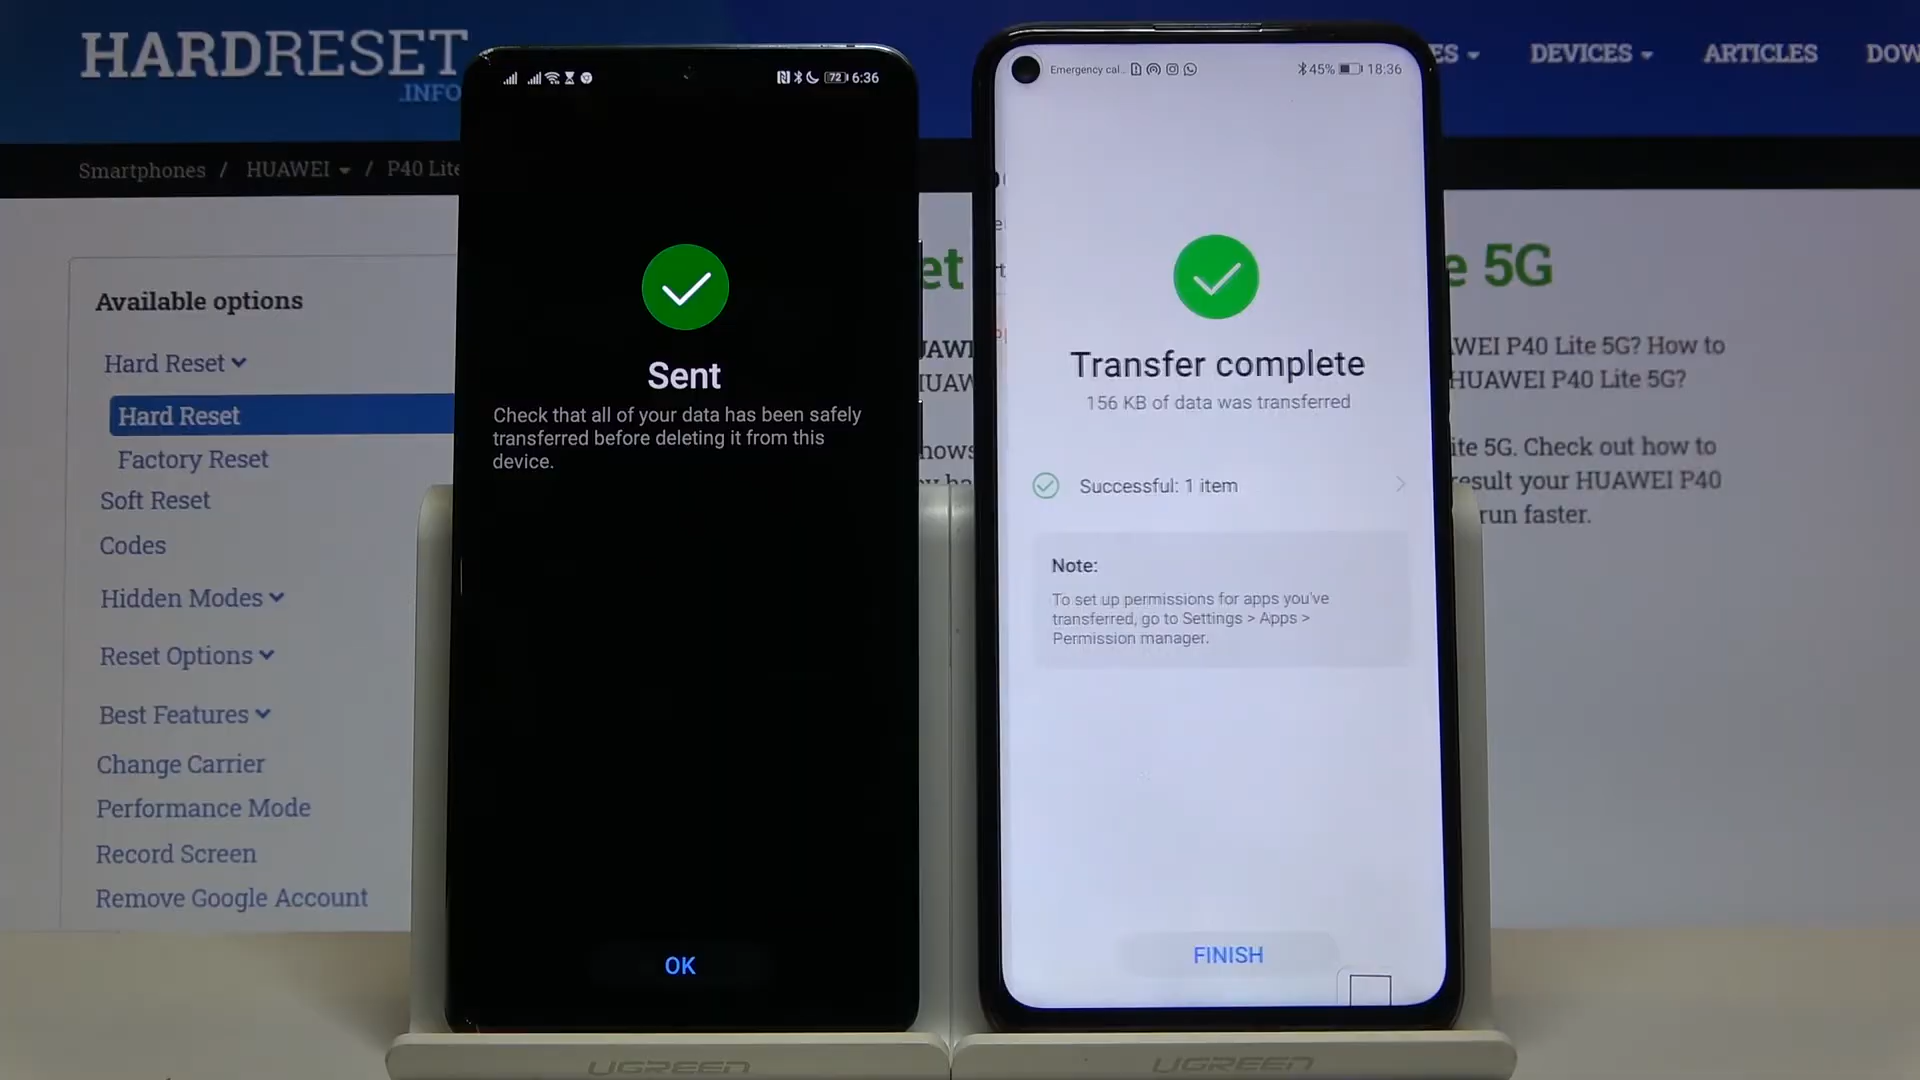 HARDRESET
.INFO
ES
DEVICES
ARTICLES
DOW
Smartphones / HUAWEI / P40 Lite
Available options
Hard Reset
Hard Reset
Factory Reset
Soft Reset
Codes
Hidden Modes
Reset Options
Best Features
Change Carrier
Performance Mode
Record Screen
Remove Google Account
6:36
72
Sent
Check that all of your data has been safely
transferred before deleting it from this
device.
OK
et
e 5G
WEI P40 Lite 5G? How to
HUAWEI P40 Lite 5G?
ite 5G. Check out how to
esult your HUAWEI P40
run faster.
Emergency cal...
45%
18:36
Transfer complete
156 KB of data was transferred
Successful: 1 item
Note:
To set up permissions for apps you've
transferred, go to Settings > Apps >
Permission manager.
FINISH
UGREEN
UGREEN